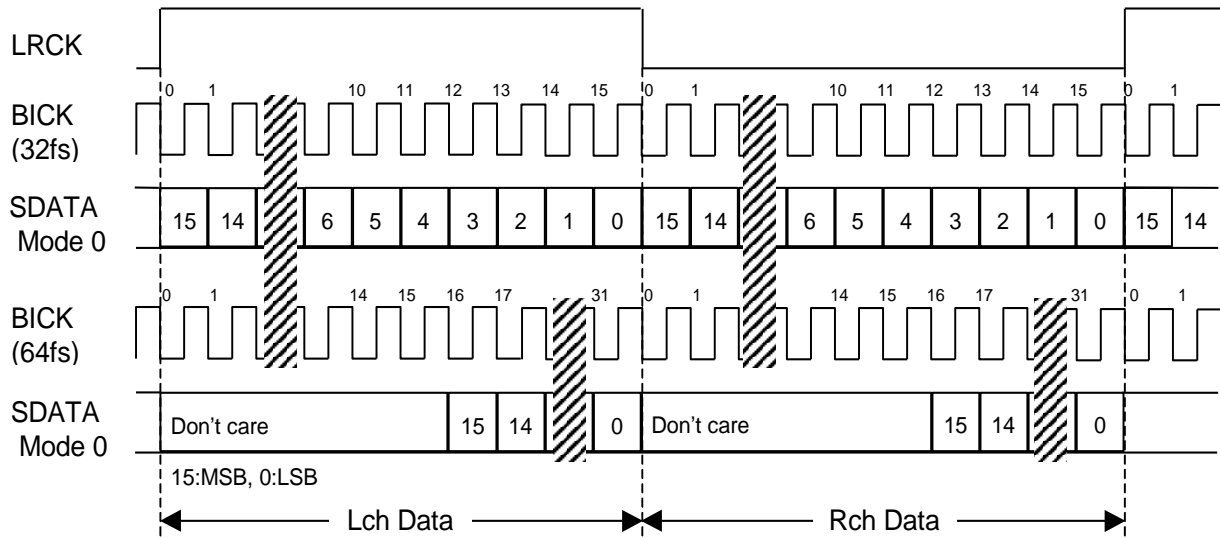 LRCK
0 1 10 11 12 13 14 15 0 1 10 11 12 13 14 15 0 1
BICK
(32fs)
SDATA 15 14 6 5 4 3 2 1 0 15 14 6 5 4 3 2 1 0 15 14
Mode 0
0 1 14 15 16 17 31 0 1 14 15 16 17 31 0 1
BICK
(64fs)
SDATA Don't care 15 14 0 Don't care 15 14 0
Mode 0
15:MSB, 0:LSB
Lch Data Rch Data